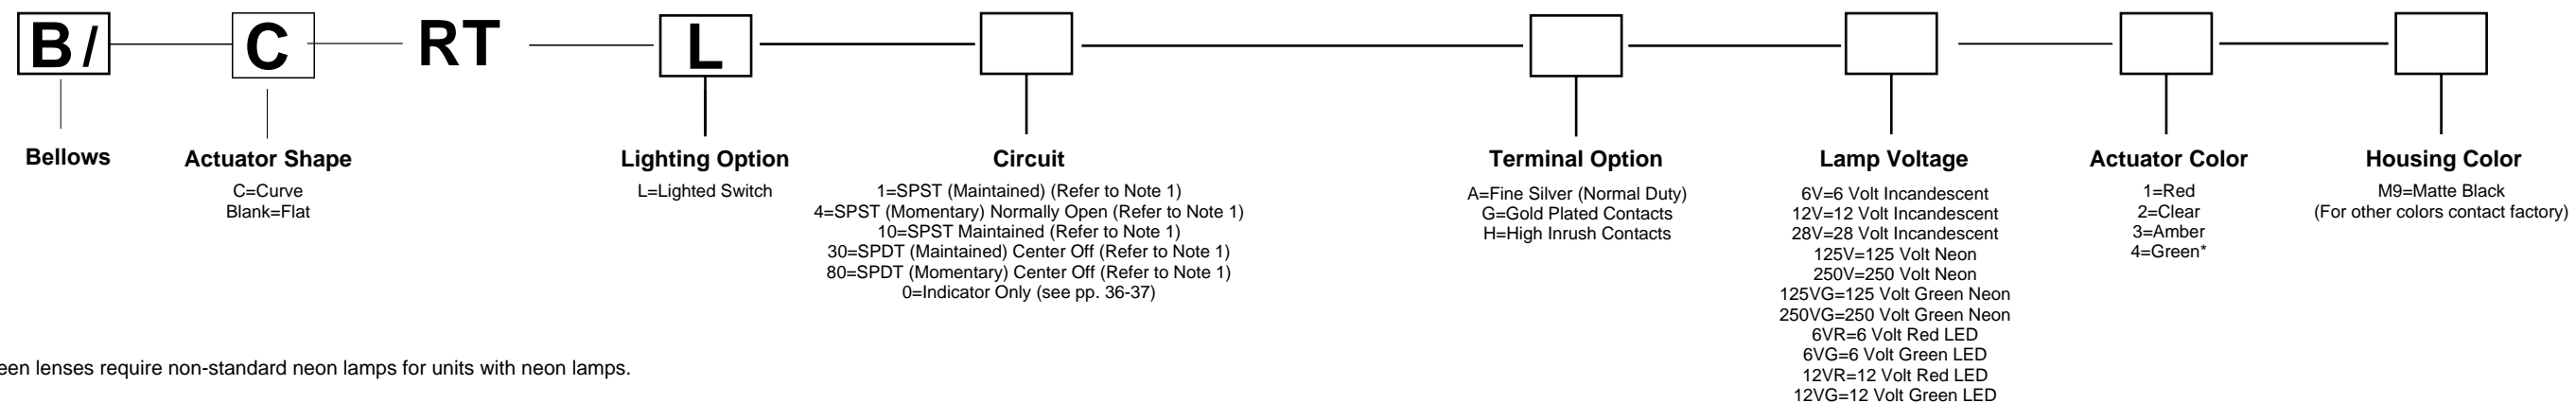 B/ C RT L
Bellows
Actuator Shape
C=Curve
Blank=Flat
Lighting Option
L=Lighted Switch
Circuit
1=SPST (Maintained) (Refer to Note 1)
4=SPST (Momentary) Normally Open (Refer to Note 1)
10=SPST Maintained (Refer to Note 1)
30=SPDT (Maintained) Center Off (Refer to Note 1)
80=SPDT (Momentary) Center Off (Refer to Note 1)
0=Indicator Only (see pp. 36-37)
Terminal Option
A=Fine Silver (Normal Duty)
G=Gold Plated Contacts
H=High Inrush Contacts
Lamp Voltage
6V=6 Volt Incandescent
12V=12 Volt Incandescent
28V=28 Volt Incandescent
125V=125 Volt Neon
250V=250 Volt Neon
125VG=125 Volt Green Neon
250VG=250 Volt Green Neon
6VR=6 Volt Red LED
6VG=6 Volt Green LED
12VR=12 Volt Red LED
12VG=12 Volt Green LED
Actuator Color
1=Red
2=Clear
3=Amber
4=Green*
Housing Color
M9=Matte Black
(For other colors contact factory)
een lenses require non-standard neon lamps for units with neon lamps.